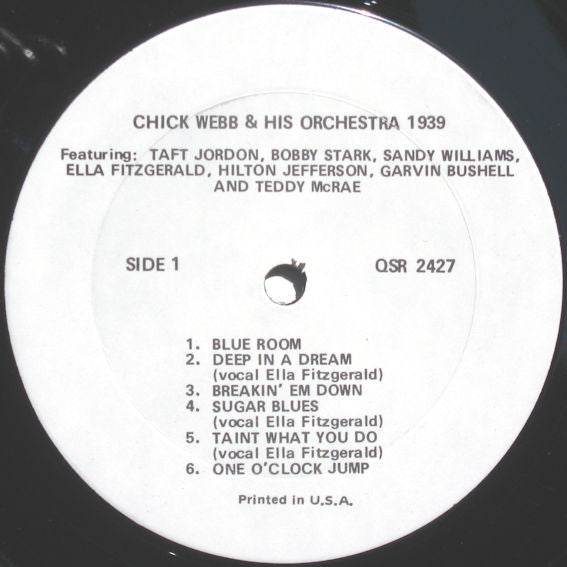 CHICK WEBB & HIS ORCHESTRA 1939
Featuring: TAFT JORDON, BOBBY STARK, SANDY WILLIAMS,
ELLA FITZGERALD, HILTON JEFFERSON, GARVIN BUSHELL
AND TEDDY McRAE
SIDE 1 QSR 2427
1. BLUE ROOM
2. DEEP IN A DREAM
(vocal Ella Fitzgerald)
3. BREAKIN' EM DOWN
4. SUGAR BLUES
(vocal Ella Fitzgerald)
5. TAINT WHAT YOU DO
(vocal Ella Fitzgerald)
6. ONE O'CLOCK JUMP
Printed in U.S.A.